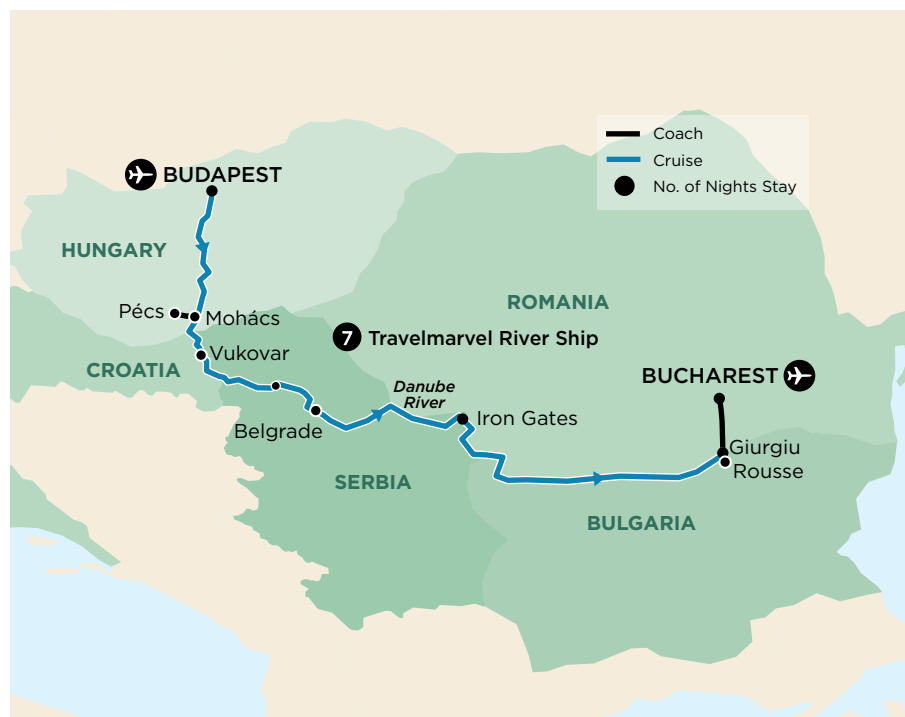 Coach
Cruise
No. of Nights Stay
BUDAPEST
HUNGARY
ROMANIA
Pécs
Mohács
7 Travelmarvel River Ship
Vukovar
CROATIA
BUCHAREST
Danube
River
Iron Gates
Belgrade
Giurgiu
Rousse
SERBIA
BULGARIA